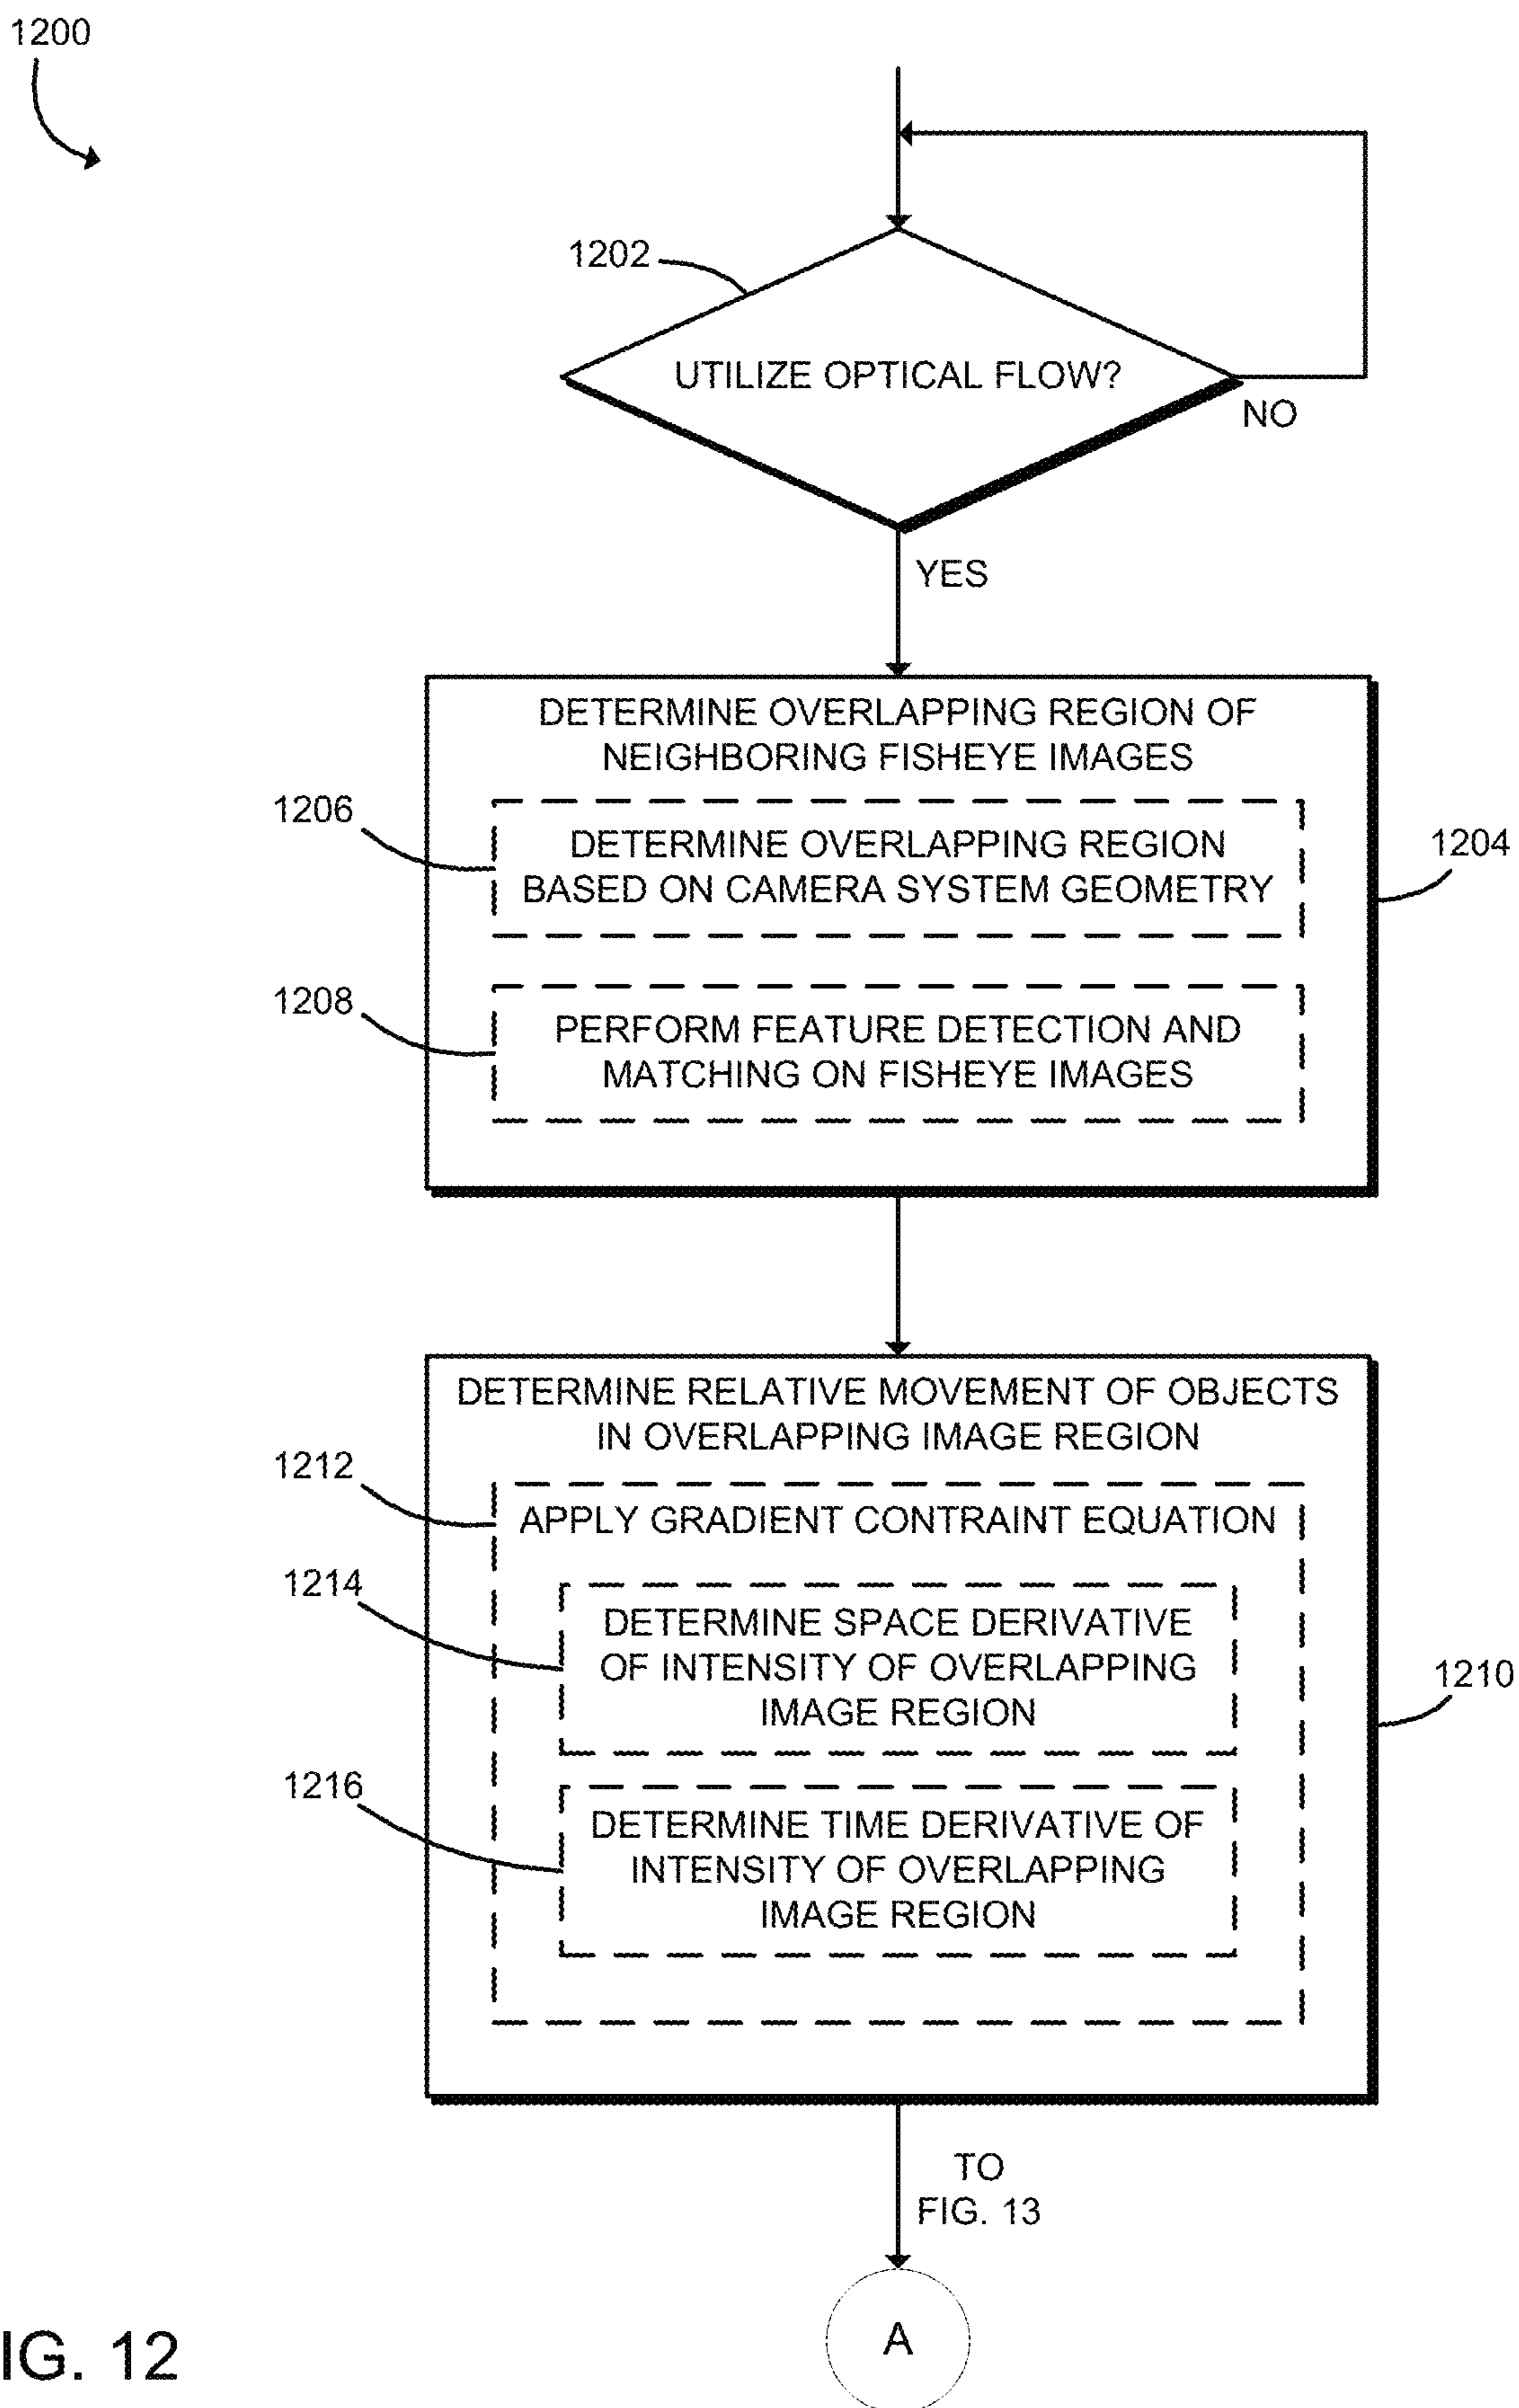 1200
1202
UTILIZE OPTICAL FLOW?
NO
YES
DETERMINE OVERLAPPING REGION OF
NEIGHBORING FISHEYE IMAGES
1206
DETERMINE OVERLAPPING REGION
BASED ON CAMERA SYSTEM GEOMETRY
1204
1208
PERFORM FEATURE DETECTION AND
MATCHING ON FISHEYE IMAGES
DETERMINE RELATIVE MOVEMENT OF OBJECTS
IN OVERLAPPING IMAGE REGION
1212
APPLY GRADIENT CONTRAINT EQUATION
1214
DETERMINE SPACE DERIVATIVE
OF INTENSITY OF OVERLAPPING
IMAGE REGION
1210
1216
DETERMINE TIME DERIVATIVE OF
INTENSITY OF OVERLAPPING
IMAGE REGION
TO
FIG. 13
A
IG. 12